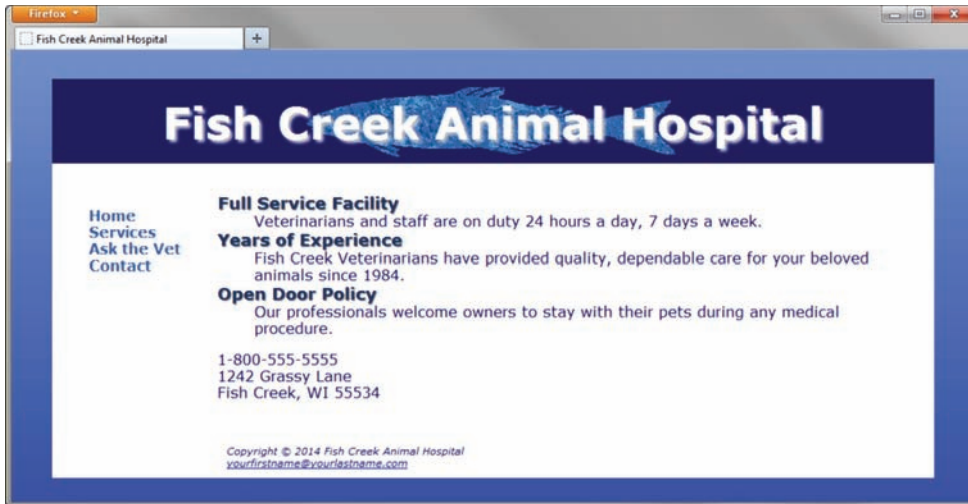 Firefox
Fish Creek Animal Hospital
+
Fish Creek Animal Hospital
Home
Services
Ask the Vet
Contact
Full Service Facility
Veterinarians and staff are on duty 24 hours a day, 7 days a week.
Years of Experience
Fish Creek Veterinarians have provided quality, dependable care for your beloved
animals since 1984.
Open Door Policy
Our professionals welcome owners to stay with their pets during any medical
procedure.
1-800-555-5555
1242 Grassy Lane
Fish Creek, WI 55534
Copyright © 2014 Fish Creek Animal Hospital
yourfirstname@yourlastname.com